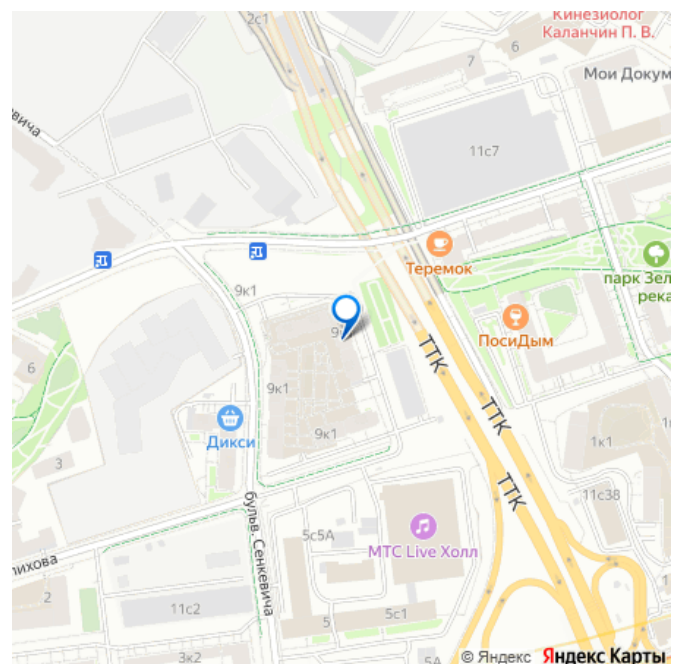 2с1
Кинезиолог
Каланчин П. В.
6
7
Мои Докум
вича
11с7
Теремок
парк Зел
река
9к1
9к
ПосиДым
ТТК
6
9к1
ТТК
Дикси
9к1
1к1
3
ТТК
11с38
бульв. Сенкевича
5с5А
МТС Live Холл
лихова
2
11с2
5
5с1
3к2
5А
© Яндекс Яндекс Карты